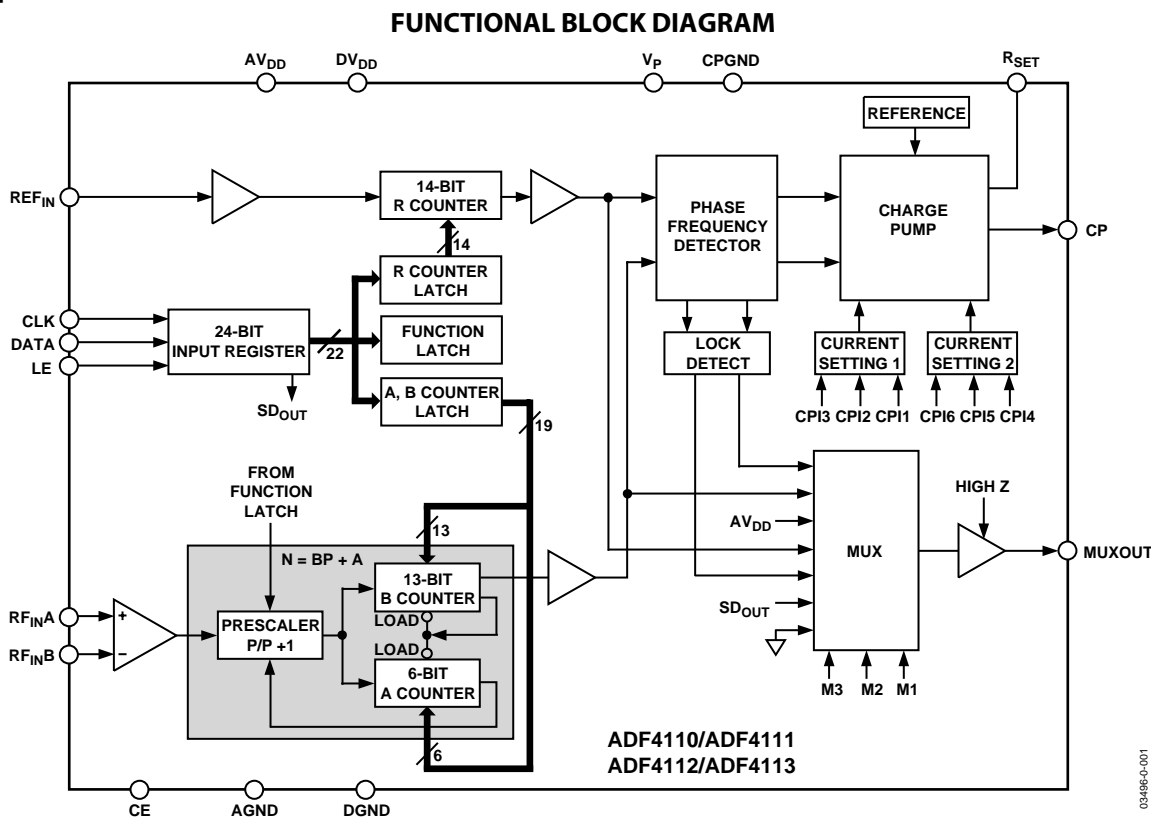 FUNCTIONAL BLOCK DIAGRAM
AVDD
DVDD
VP
CPGND
RSET
REFERENCE
REFIN
14-BIT
R COUNTER
PHASE
FREQUENCY
DETECTOR
CHARGE
PUMP
CP
14
R COUNTER
LATCH
CLK
DATA
LE
24-BIT
INPUT REGISTER
22
FUNCTION
LATCH
LOCK
DETECT
CURRENT
SETTING 1
CURRENT
SETTING 2
SDOUT
A, B COUNTER
LATCH
19
CPI3 CPI2 CPI1
CPI6 CPI5 CPI4
FROM
FUNCTION
LATCH
HIGH Z
13
AVDD
MUX
MUXOUT
N = BP + A
13-BIT
B COUNTER
RFINA
+
LOAD
SDOUT
PRESCALER
P/P +1
RFINB
–
LOAD
6-BIT
A COUNTER
M3 M2 M1
6
ADF4110/ADF4111
ADF4112/ADF4113
CE
AGND
DGND
03496-0-001